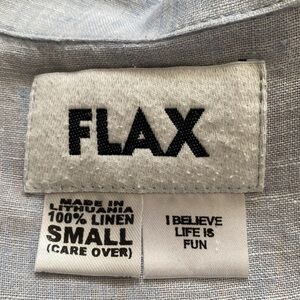 FLAX
MADE IN
LITHUANIA
100% LINEN
SMALL
(CARE OVER)
I BELIEVE
LIFE IS
FUN